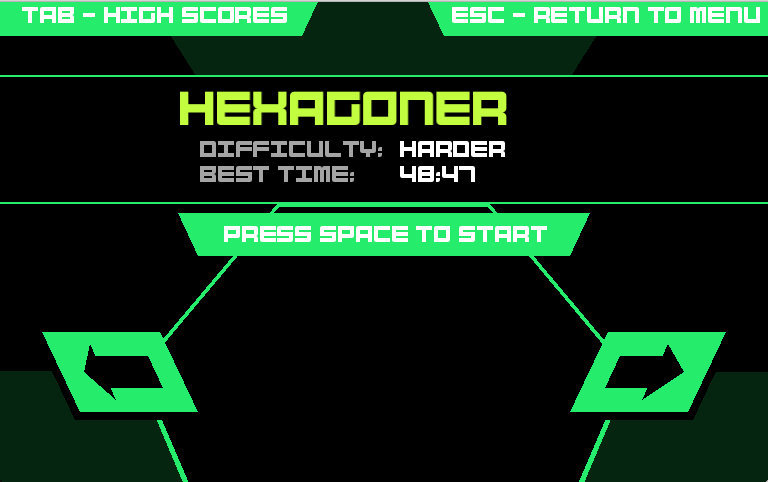 TAB - HIGH SCORES
ESC - RETURN TO MENU
HEXAGONER
DIFFICULTY: HARDER
BEST TIME: 48:47
PRESS SPACE TO START